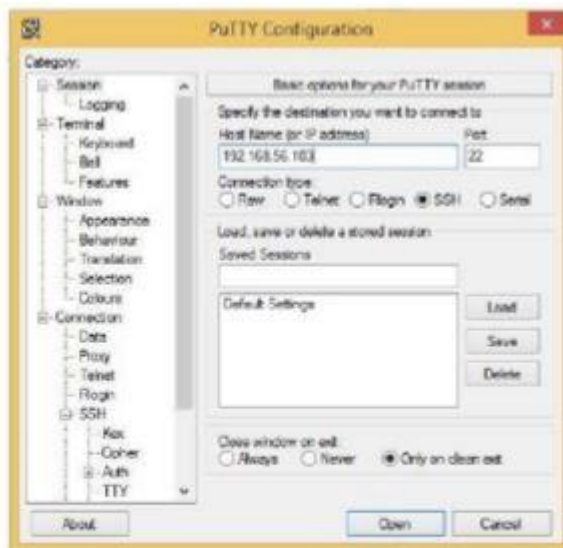 PuTTY Configuration
Category:
Session
Logging
Terminal
Keyboard
Bell
Features
Window
Appearance
Behaviour
Translation
Selection
Colours
Connection
Data
Proxy
Telnet
Rlogin
SSH
Kex
Cipher
Auth
TTY
Basic options for your PuTTY session
Specify the destination you want to connect to
Host Name (or IP address) Port
192.168.56.103 22
Connection type:
Raw Telnet Rlogin SSH Serial
Load, save or delete a stored session
Saved Sessions
Default Settings
Load
Save
Delete
Close window on exit:
Always Never Only on clean exit
About Open Cancel